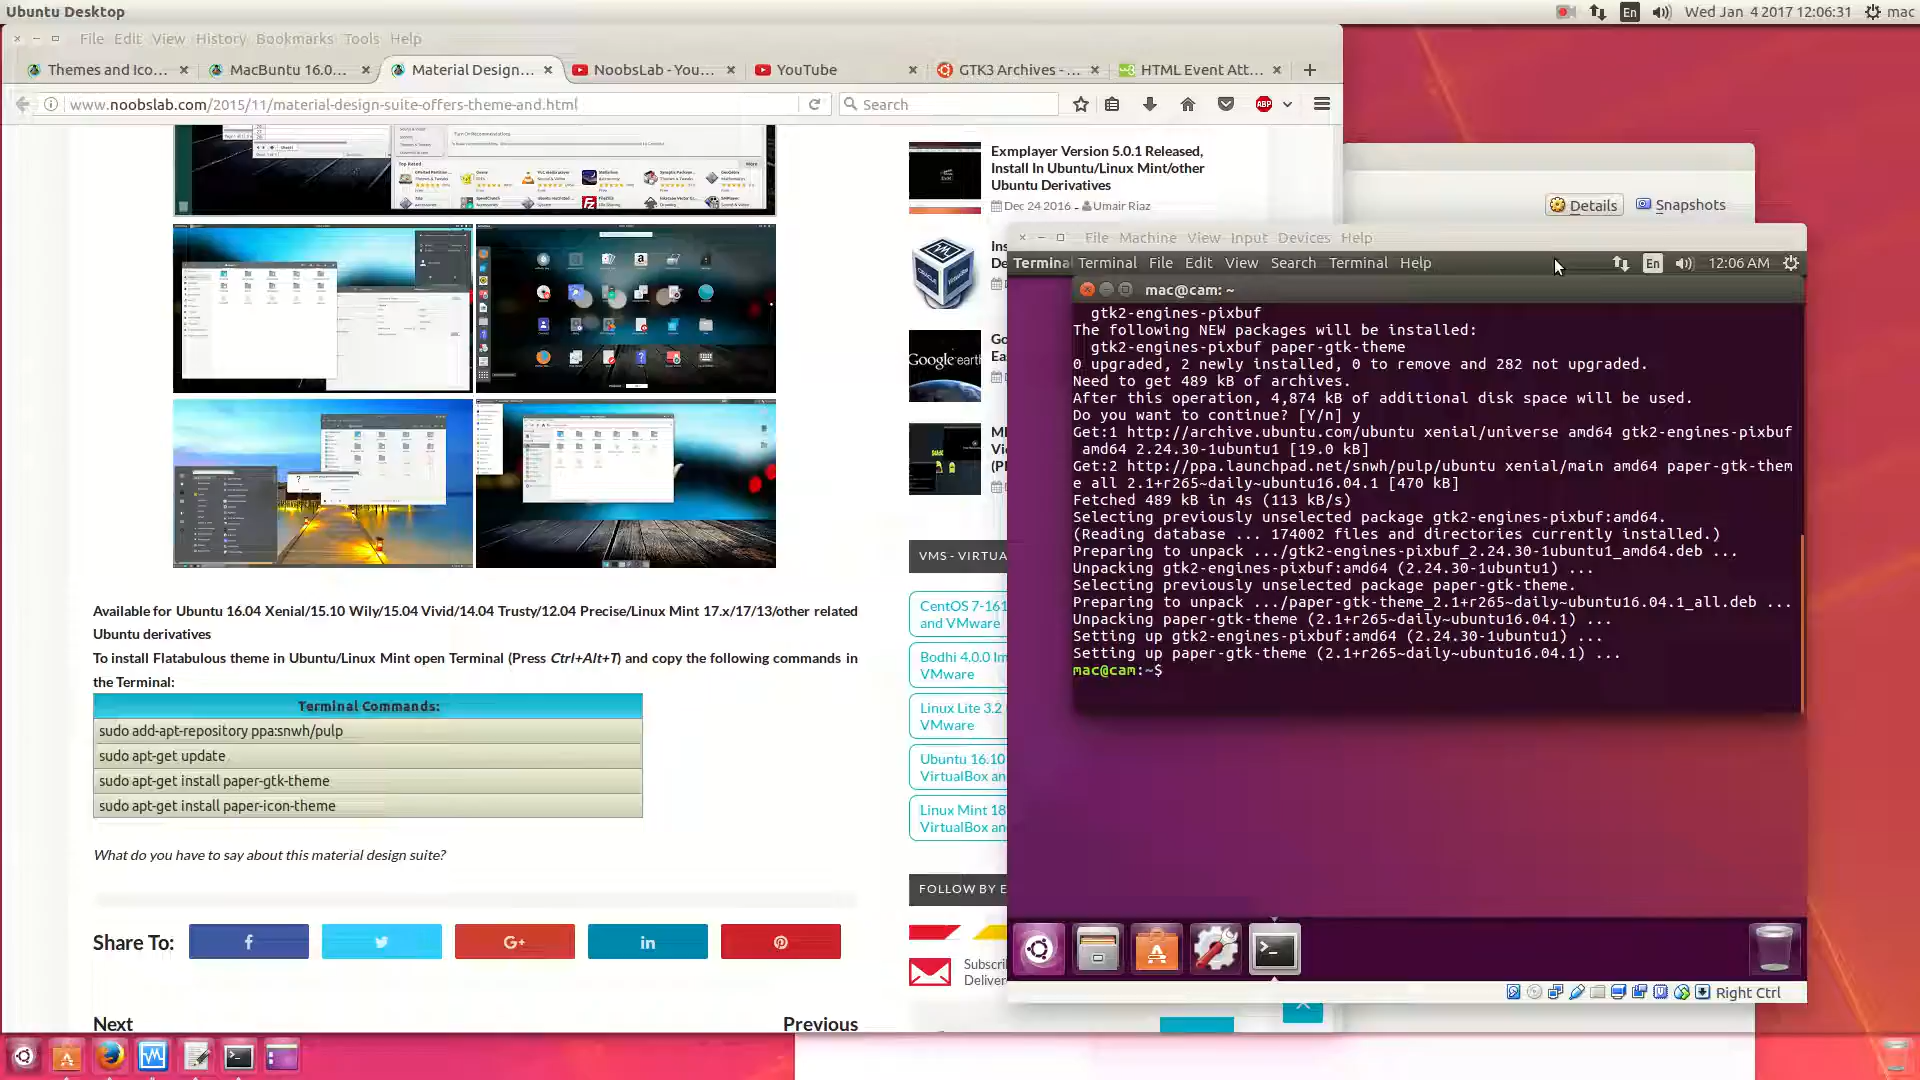 Ubuntu Desktop
En
Wed Jan 4 2017 12:06:31
mac
File Edit View History Bookmarks Tools Help
Themes and Ico...
MacBuntu 16.0...
Material Design...
NoobsLab - You...
YouTube
GTK3 Archives - ...
HTML Event Att...
www.noobslab.com/2015/11/material-design-suite-offers-theme-and.html
Search
ABP
Exmplayer Version 5.0.1 Released,
Install In Ubuntu/Linux Mint/other
Ubuntu Derivatives
Dec 24 2016 - Umair Riaz
Available for Ubuntu 16.04 Xenial/15.10 Wily/15.04 Vivid/14.04 Trusty/12.04 Precise/Linux Mint 17.x/17/13/other related
Ubuntu derivatives
To install Flatabulous theme in Ubuntu/Linux Mint open Terminal (Press Ctrl+Alt+T) and copy the following commands in
the Terminal:
Terminal Commands:
sudo add-apt-repository ppa:snwh/pulp
sudo apt-get update
sudo apt-get install paper-gtk-theme
sudo apt-get install paper-icon-theme
What do you have to say about this material design suite?
Share To:
f
G+
in
Next
Previous
Google earth
VMS - VIRTUA
CentOS 7-161
and VMware
Bodhi 4.0.0 Im
VMware
Linux Lite 3.2
VMware
Ubuntu 16.10
VirtualBox an
Linux Mint 18
VirtualBox an
FOLLOW BY E
Subscri
Deliver
Details
Snapshots
File Machine View Input Devices Help
Termina Terminal File Edit View Search Terminal Help
En
12:06 AM
mac@cam: ~
gtk2-engines-pixbuf
The following NEW packages will be installed:
gtk2-engines-pixbuf paper-gtk-theme
0 upgraded, 2 newly installed, 0 to remove and 282 not upgraded.
Need to get 489 kB of archives.
After this operation, 4,874 kB of additional disk space will be used.
Do you want to continue? [Y/n] y
Get:1 http://archive.ubuntu.com/ubuntu xenial/universe amd64 gtk2-engines-pixbuf
amd64 2.24.30-1ubuntu1 [19.0 kB]
Get:2 http://ppa.launchpad.net/snwh/pulp/ubuntu xenial/main amd64 paper-gtk-them
e all 2.1+r265~daily~ubuntu16.04.1 [470 kB]
Fetched 489 kB in 4s (113 kB/s)
Selecting previously unselected package gtk2-engines-pixbuf:amd64.
(Reading database ... 174002 files and directories currently installed.)
Preparing to unpack .../gtk2-engines-pixbuf_2.24.30-1ubuntu1_amd64.deb ...
Unpacking gtk2-engines-pixbuf:amd64 (2.24.30-1ubuntu1) ...
Selecting previously unselected package paper-gtk-theme.
Preparing to unpack .../paper-gtk-theme_2.1+r265~daily~ubuntu16.04.1_all.deb ...
Unpacking paper-gtk-theme (2.1+r265~daily~ubuntu16.04.1) ...
Setting up gtk2-engines-pixbuf:amd64 (2.24.30-1ubuntu1) ...
Setting up paper-gtk-theme (2.1+r265~daily~ubuntu16.04.1) ...
mac@cam:~$
Right Ctrl